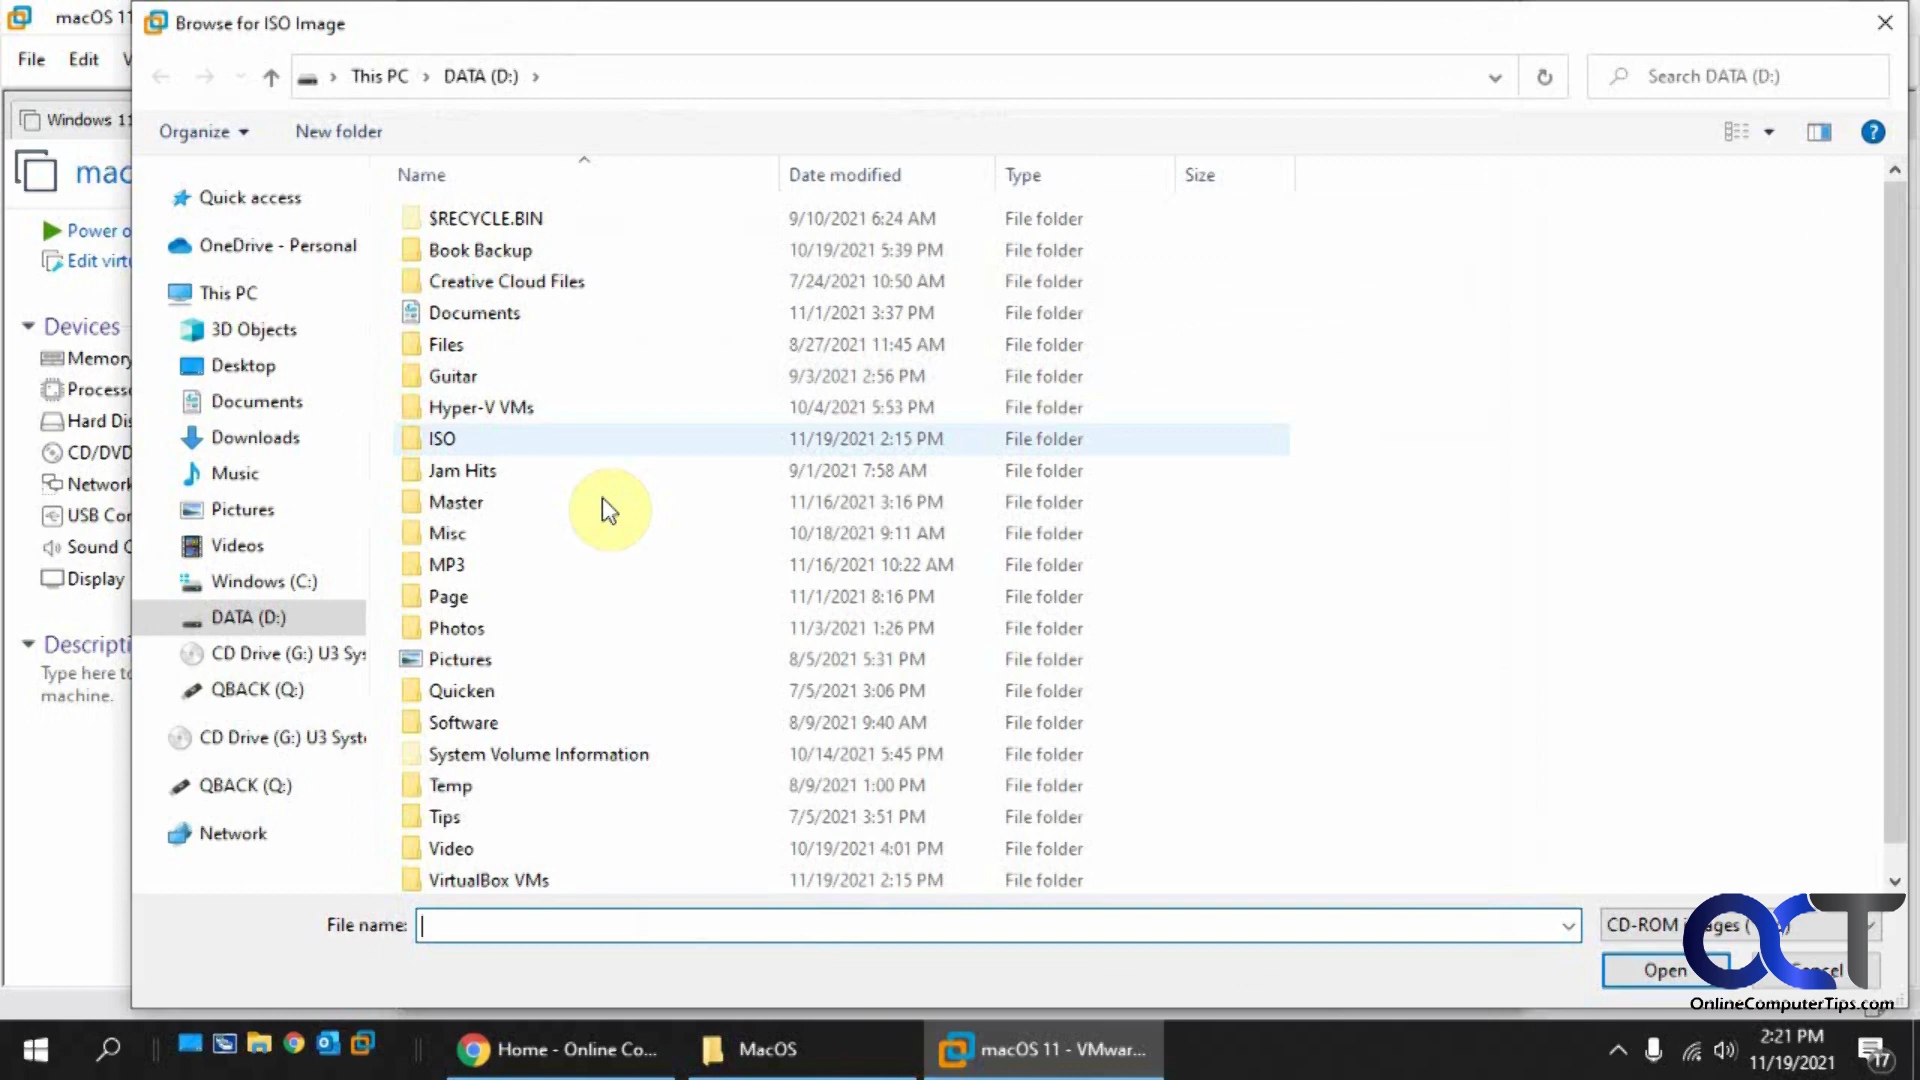 macOS 11
Browse for ISO Image
File Edit
This PC > DATA (D:) >
Search DATA (D:)
Organize
New folder
Windows 11
mac
Power o
Edit virtu
Devices
Memory
Processo
Hard Dis
CD/DVD
Network
USB Con
Sound C
Display
Descripti
Type here to
machine.
Quick access
OneDrive - Personal
This PC
3D Objects
Desktop
Documents
Downloads
Music
Pictures
Videos
Windows (C:)
DATA (D:)
CD Drive (G:) U3 Sys
QBACK (Q:)
CD Drive (G:) U3 Syst
QBACK (Q:)
Network
Name Date modified Type Size
$RECYCLE.BIN 9/10/2021 6:24 AM File folder
Book Backup 10/19/2021 5:39 PM File folder
Creative Cloud Files 7/24/2021 10:50 AM File folder
Documents 11/1/2021 3:37 PM File folder
Files 8/27/2021 11:45 AM File folder
Guitar 9/3/2021 2:56 PM File folder
Hyper-V VMs 10/4/2021 5:53 PM File folder
ISO 11/19/2021 2:15 PM File folder
Jam Hits 9/1/2021 7:58 AM File folder
Master 11/16/2021 3:16 PM File folder
Misc 10/18/2021 9:11 AM File folder
MP3 11/16/2021 10:22 AM File folder
Page 11/1/2021 8:16 PM File folder
Photos 11/3/2021 1:26 PM File folder
Pictures 8/5/2021 5:31 PM File folder
Quicken 7/5/2021 3:06 PM File folder
Software 8/9/2021 9:40 AM File folder
System Volume Information 10/14/2021 5:45 PM File folder
Temp 8/9/2021 1:00 PM File folder
Tips 7/5/2021 3:51 PM File folder
Video 10/19/2021 4:01 PM File folder
VirtualBox VMs 11/19/2021 2:15 PM File folder
File name:
CD-ROM
Open
OCT
OnlineComputerTips.com
Home - Online Co...
MacOS
macOS 11 - VMwar...
2:21 PM
11/19/2021
17